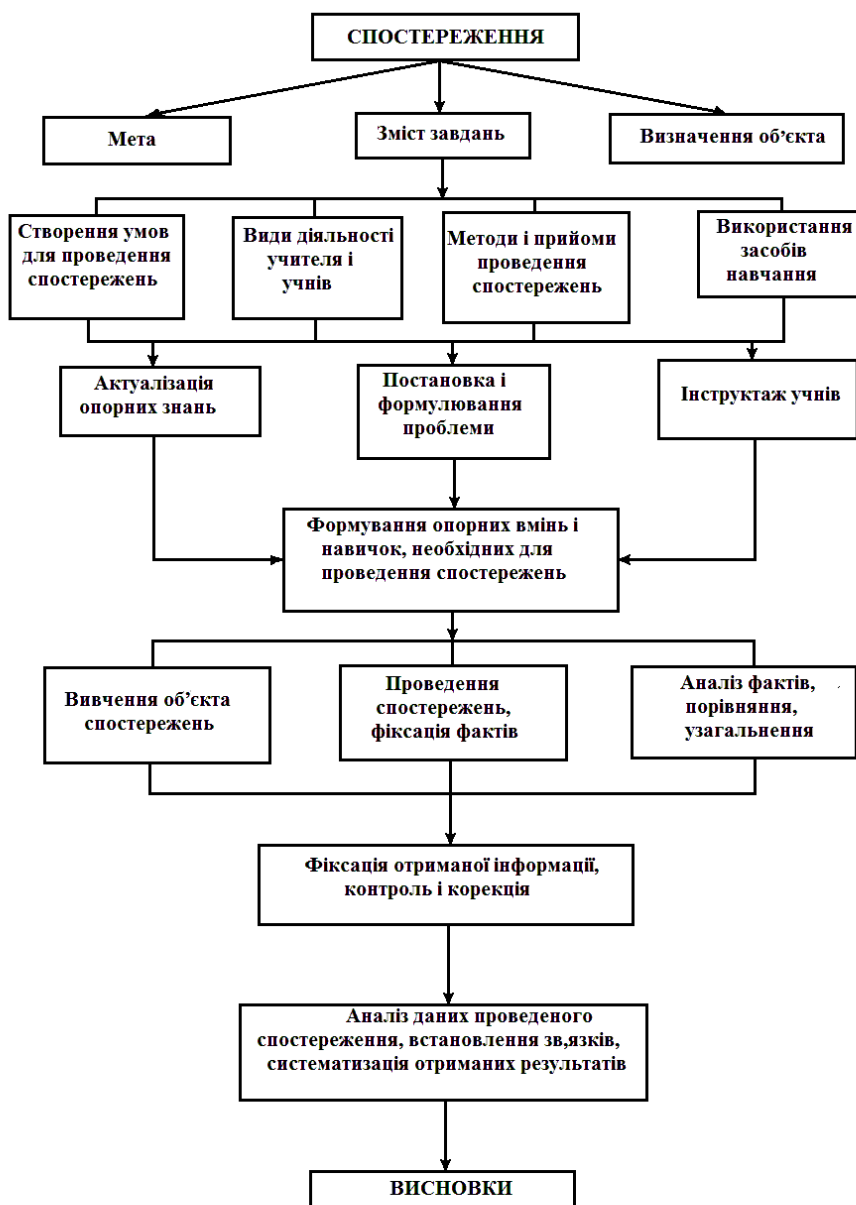 СПОСТЕРЕЖЕННЯ
Мета
Зміст завдань
Визначення об’єкта
Створення умов
для проведення
спостережень
Види діяльності
учителя і
учнів
Методи і прийоми
проведення
спостережень
Використання
засобів
навчання
Актуалізація
опорних знань
Постановка і
формулювання
проблеми
Інструктаж учнів
Формування опорних вмінь і
навичок, необхідних для
проведення спостережень
Вивчення об’єкта
спостережень
Проведення
спостережень,
фіксація фактів
Аналіз фактів,
порівняння,
узагальнення
Фіксація отриманої інформації,
контроль і корекція
Аналіз даних проведеного
спостереження, встановлення зв,язків,
систематизація отриманих результатів
ВИСНОВКИ